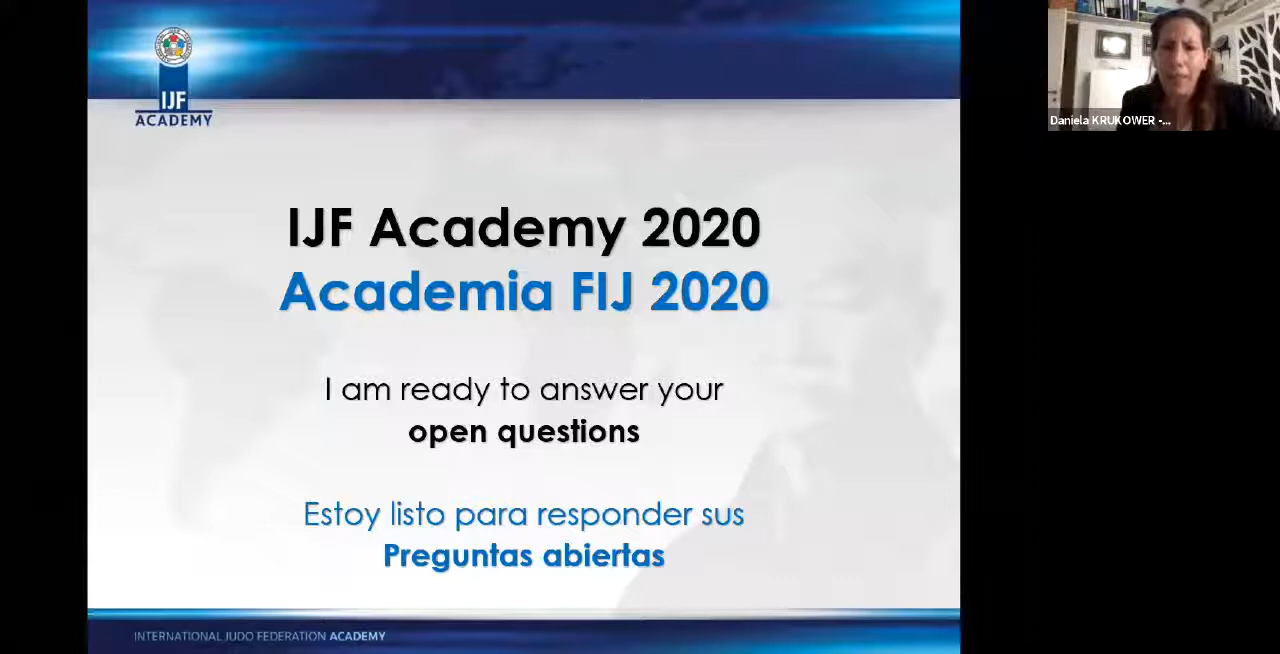 IJF
ACADEMY
IJF Academy 2020
Academia FIJ 2020
I am ready to answer your
open questions
Estoy listo para responder sus
Preguntas abiertas
INTERNATIONAL JUDO FEDERATION ACADEMY
Daniela KRUKOWER -...